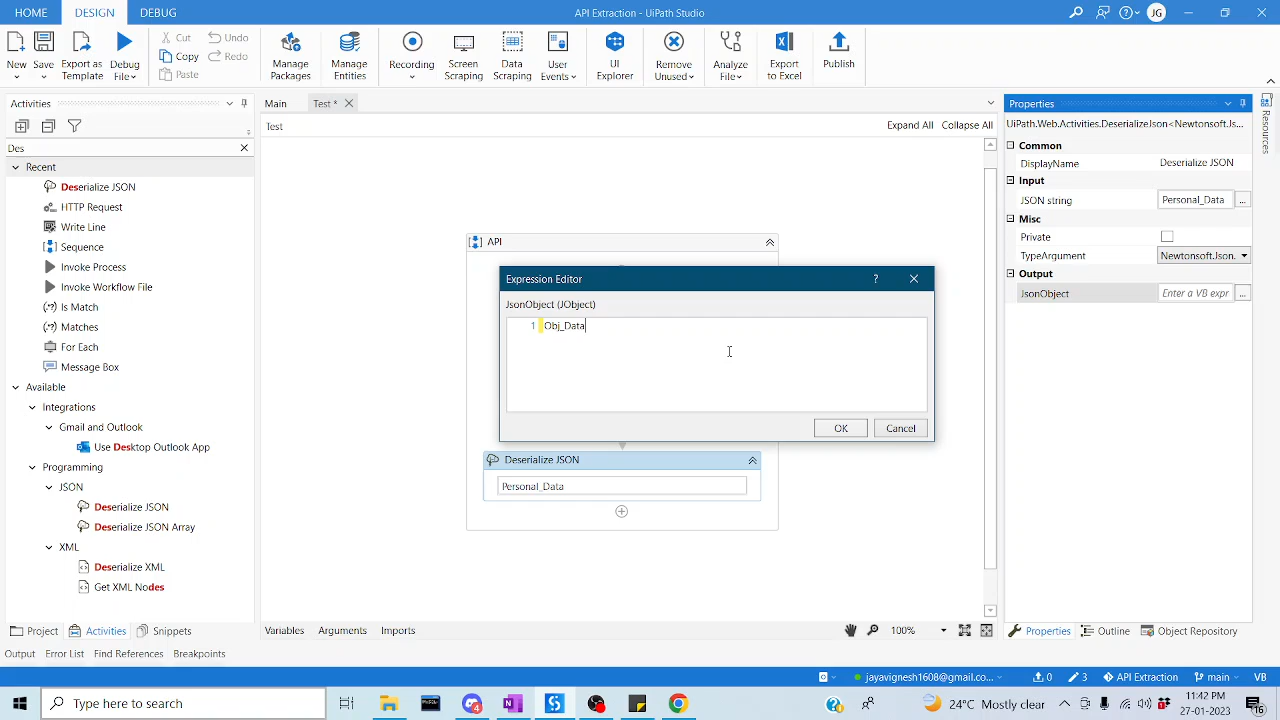 HOME DESIGN DEBUG API Extraction - UiPath Studio JG
New Save Export as Template Debug File Cut Copy Paste Undo Redo Manage Packages Manage Entities Recording Screen Scraping Data Scraping User Events UI Explorer Remove Unused Analyze File Export to Excel Publish
Activities
Des
Recent
Deserialize JSON
HTTP Request
Write Line
Sequence
Invoke Process
Invoke Workflow File
Is Match
Matches
For Each
Message Box
Available
Integrations
Gmail and Outlook
Use Desktop Outlook App
Programming
JSON
Deserialize JSON
Deserialize JSON Array
XML
Deserialize XML
Get XML Nodes
Project Activities Snippets
Main Test *
Test Expand All Collapse All
API
Expression Editor ?
JsonObject (JObject)
1 Obj_Data
OK Cancel
Deserialize JSON
Personal_Data
Variables Arguments Imports 100%
Properties
UiPath.Web.Activities.DeserializeJson<Newtonsoft.Js...
Common
DisplayName Deserialize JSON
Input
JSON string Personal_Data ...
Misc
Private
TypeArgument Newtonsoft.Json.
Output
JsonObject Enter a VB expr ...
Resources
Properties Outline Object Repository
Output Error List Find References Breakpoints
jayavignesh1608@gmail.co... 0 3 API Extraction main VB
Type here to search
24°C Mostly clear
11:42 PM
27-01-2023
16